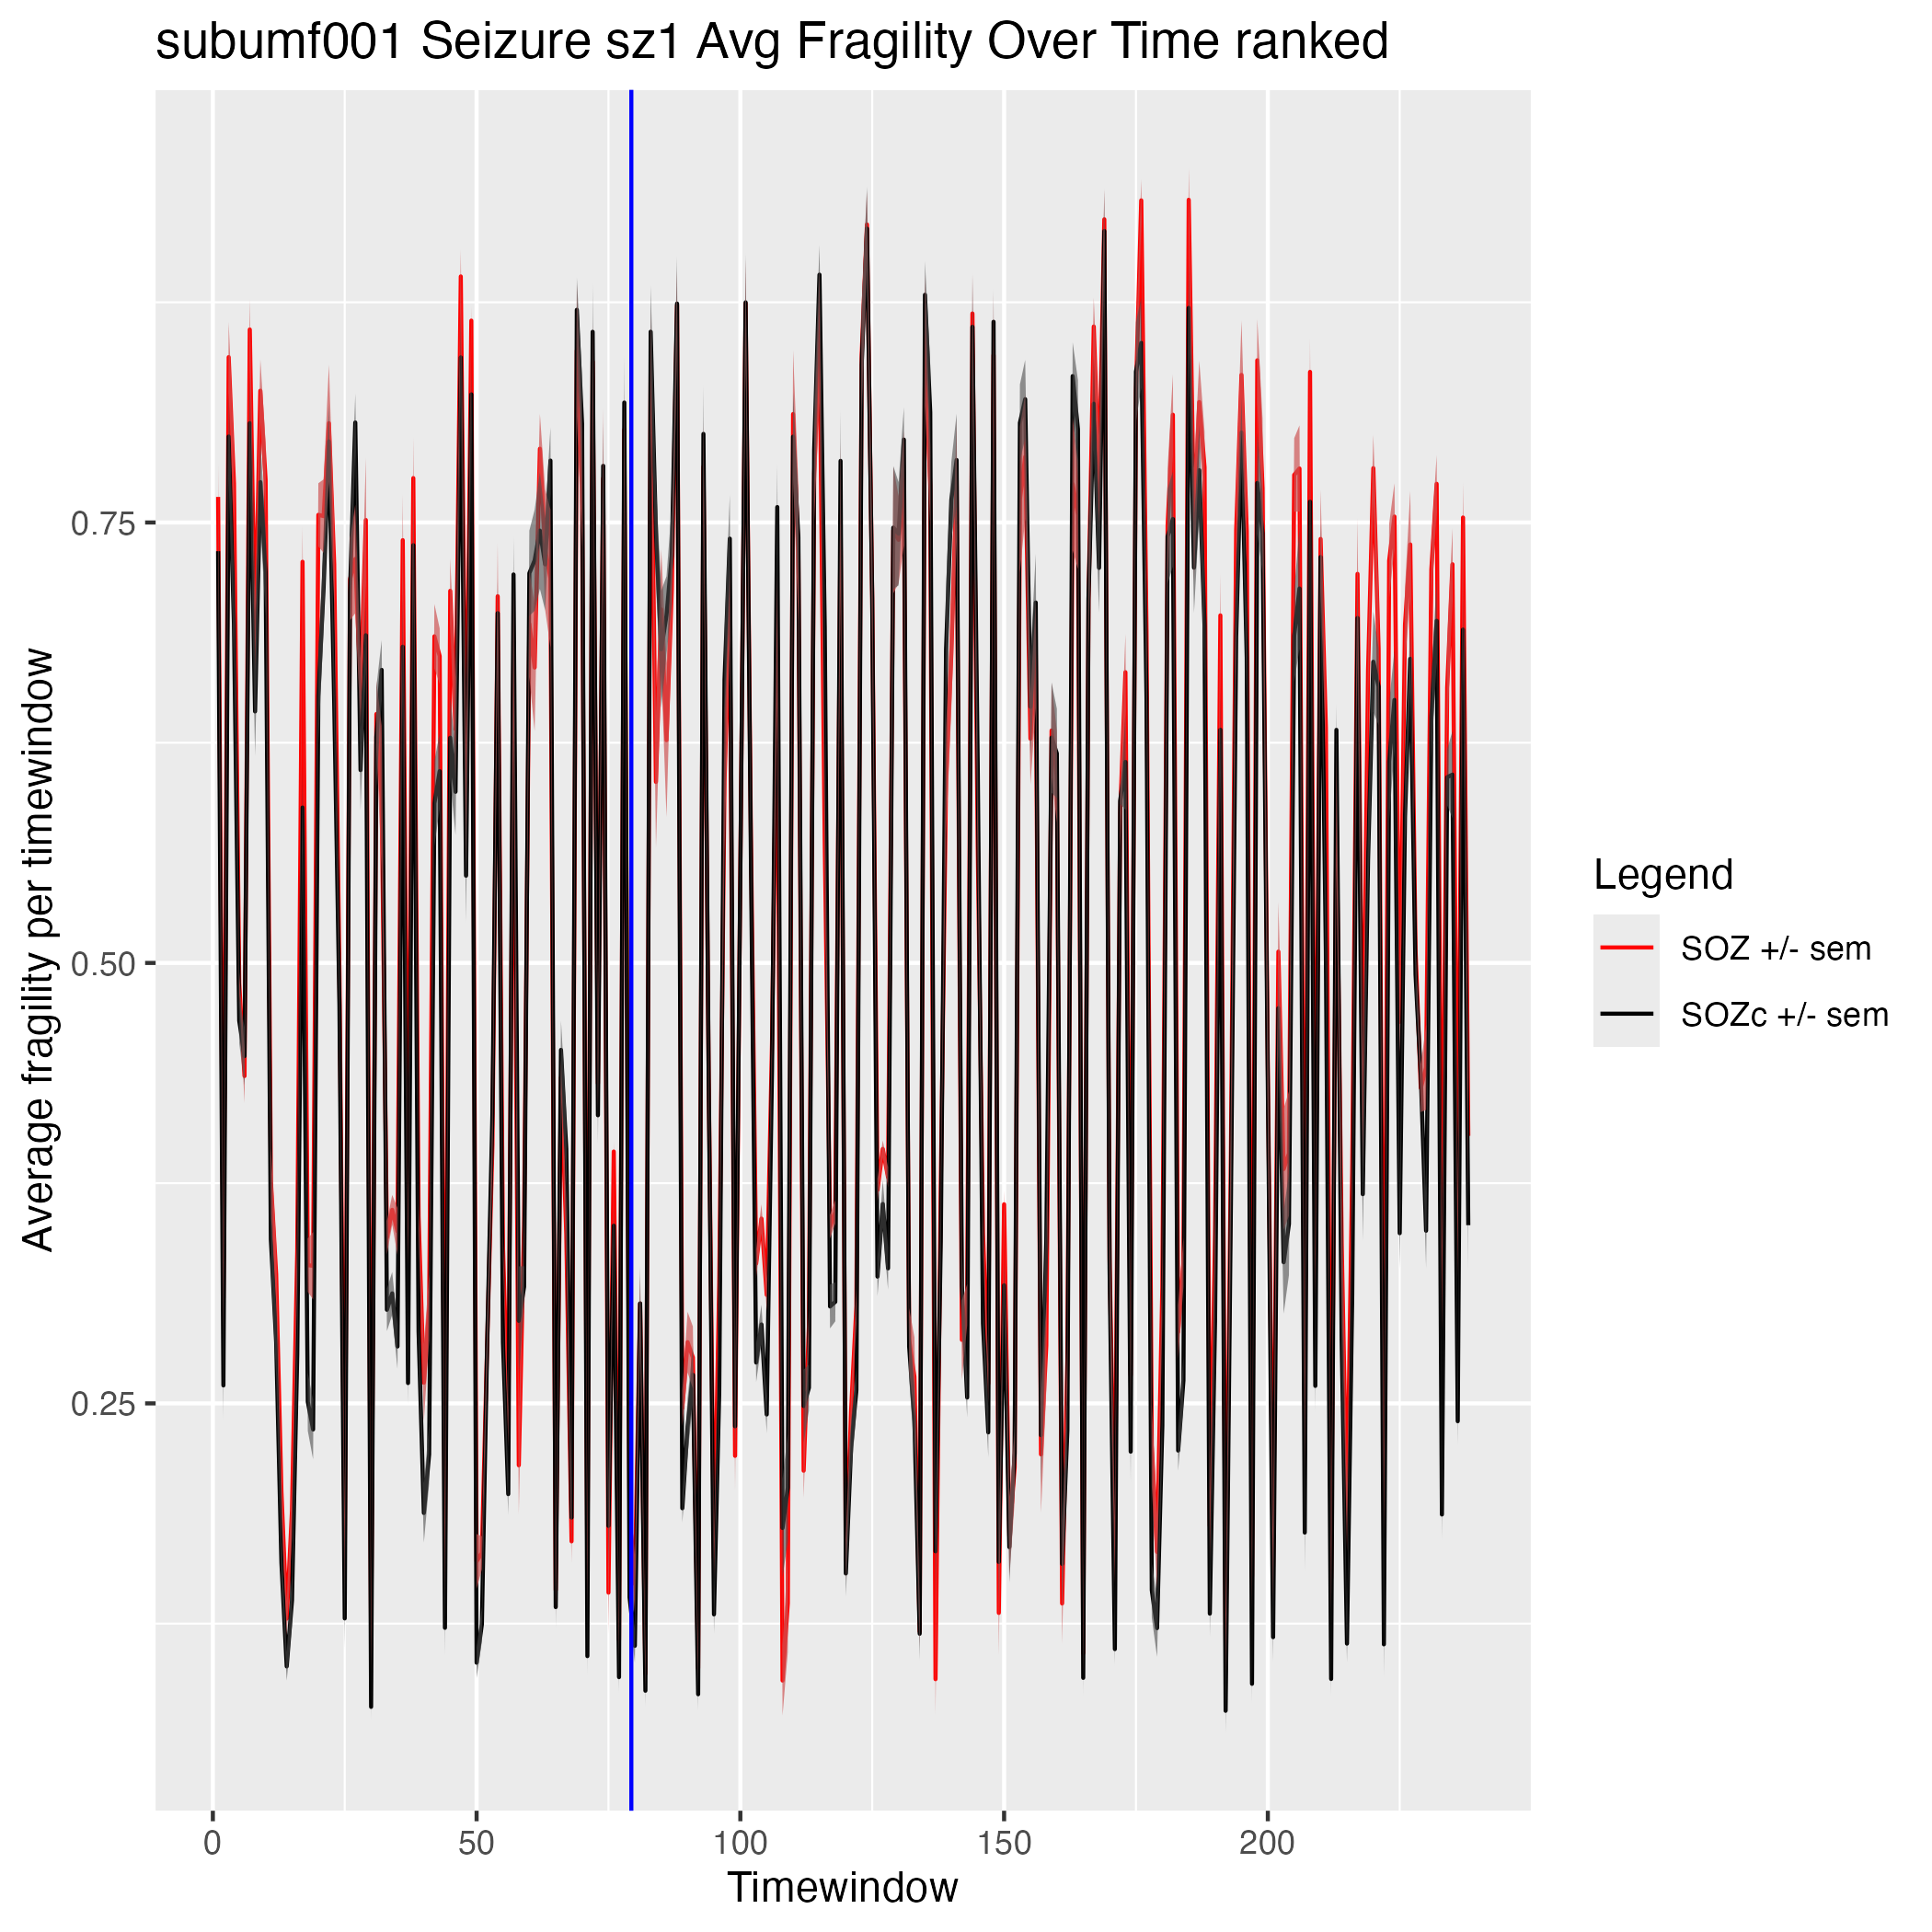 subumf001 Seizure sz1 Avg Fragility Over Time ranked
Average fragility per timewindow
0.75
0.50
0.25
0
50
100
150
200
Timewindow
Legend
SOZ +/- sem
SOZc +/- sem